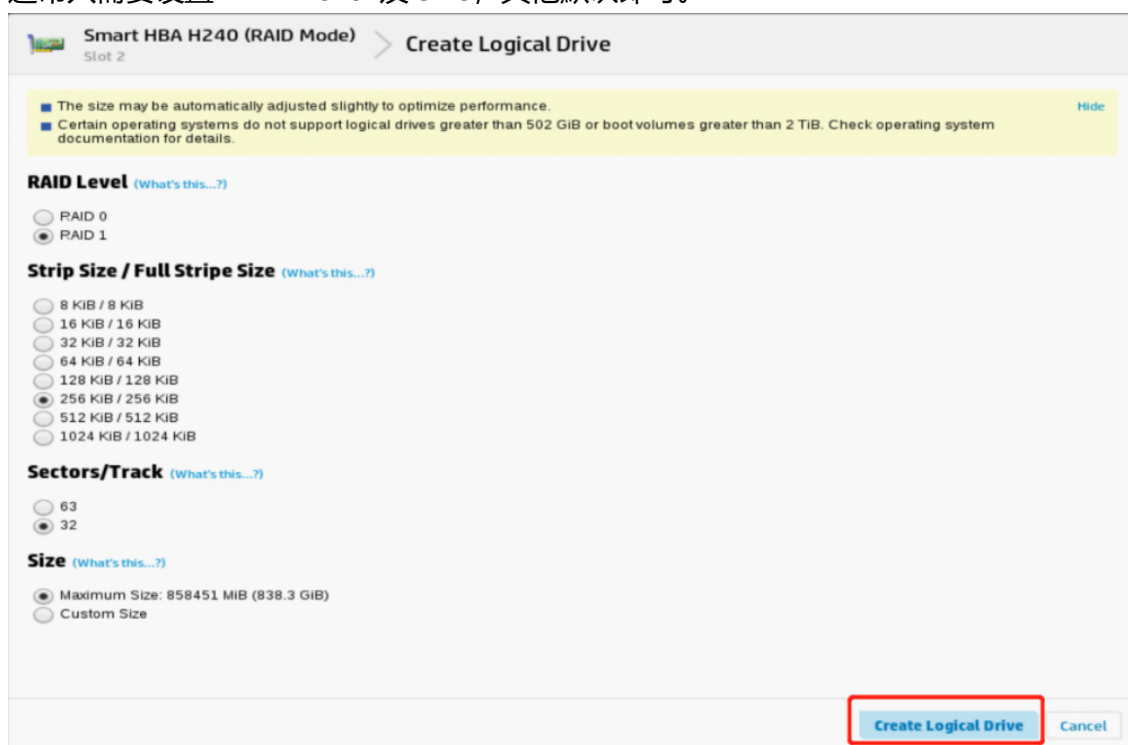 Smart HBA H240 (RAID Mode)
Slot 2
Create Logical Drive
The size may be automatically adjusted slightly to optimize performance.
Hide
Certain operating systems do not support logical drives greater than 502 GiB or boot volumes greater than 2 TiB. Check operating system
documentation for details.
RAID Level (What's this...?)
RAID 0
RAID 1
Strip Size / Full Stripe Size (What's this...?)
8 KiB / 8 KiB
16 KiB / 16 KiB
32 KiB / 32 KiB
64 KiB / 64 KiB
128 KiB / 128 KiB
256 KiB / 256 KiB
512 KiB / 512 KiB
1024 KiB / 1024 KiB
Sectors/Track (What's this...?)
63
32
Size (What's this...?)
Maximum Size: 858451 MiB (838.3 GiB)
Custom Size
Create Logical Drive
Cancel